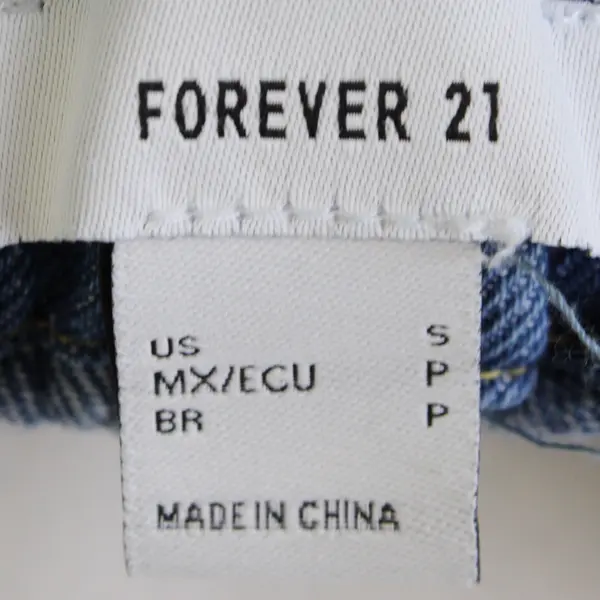 FOREVER 21
US S
MX/ECU P
BR P
MADE IN CHINA